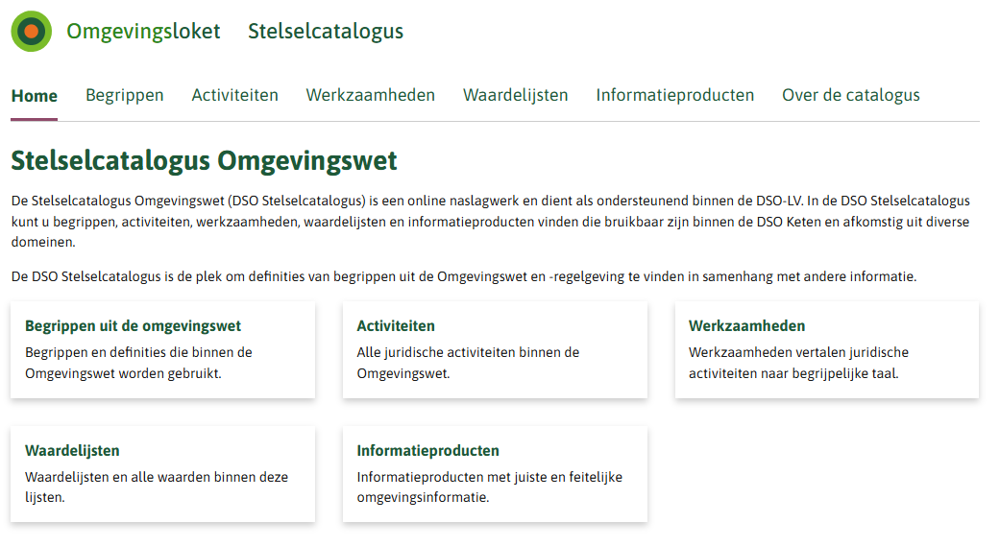 Omgevingsloket Stelselcatalogus
Home Begrippen Activiteiten Werkzaamheden Waardelijsten Informatieproducten Over de catalogus
Stelselcatalogus Omgevingswet
De Stelselcatalogus Omgevingswet (DSO Stelselcatalogus) is een online naslagwerk en dient als ondersteunend binnen de DSO-LV. In de DSO Stelselcatalogus
kunt u begrippen, activiteiten, werkzaamheden, waardelijsten en informatieproducten vinden die bruikbaar zijn binnen de DSO Keten en afkomstig uit diverse
domeinen.
De DSO Stelselcatalogus is de plek om definities van begrippen uit de Omgevingswet en -regelgeving te vinden in samenhang met andere informatie.
Begrippen uit de omgevingswet
Begrippen en definities die binnen de
Omgevingswet worden gebruikt.
Activiteiten
Alle juridische activiteiten binnen de
Omgevingswet.
Werkzaamheden
Werkzaamheden vertalen juridische
activiteiten naar begrijpelijke taal.
Waardelijsten
Waardelijsten en alle waarden binnen deze
lijsten.
Informatieproducten
Informatieproducten met juiste en feitelijke
omgevingsinformatie.